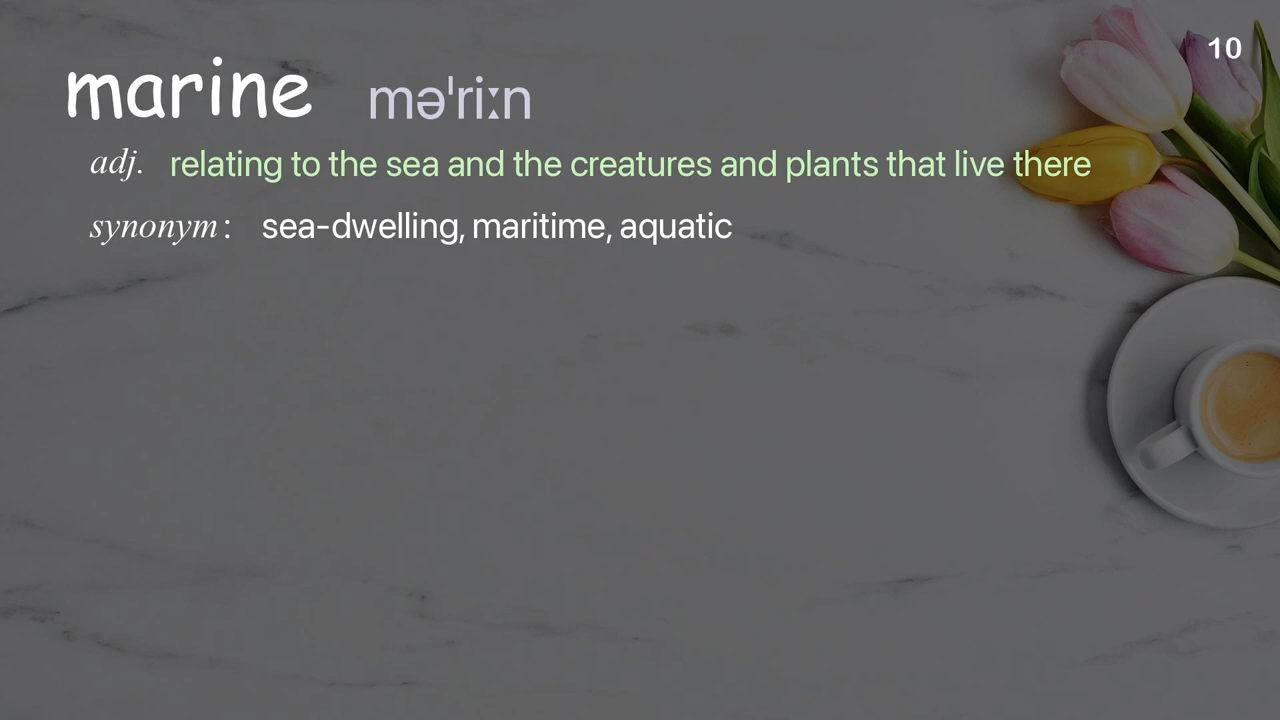 10
marine məˈriːn
adj. relating to the sea and the creatures and plants that live there
synonym: sea-dwelling, maritime, aquatic